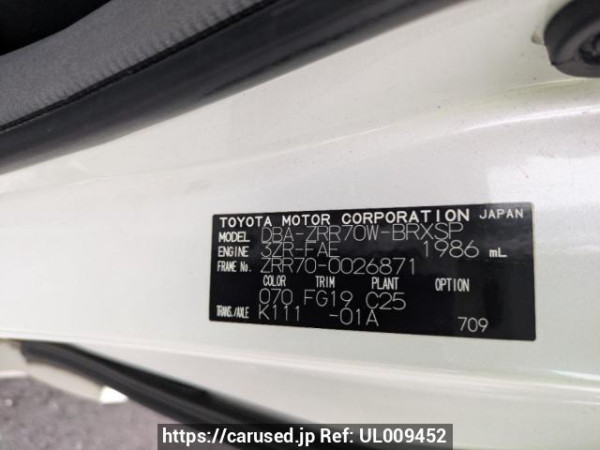 TOYOTA MOTOR CORPORATION JAPAN
MODEL DBA-ZRR70W-BRXSP
ENGINE 3ZR-FAE 1986 mL
FRAME No. ZRR70-0026871
COLOR TRIM PLANT OPTION
070 FG19 C25
TRANS./AXLE K111 -01A 709
https://carused.jp Ref: UL009452